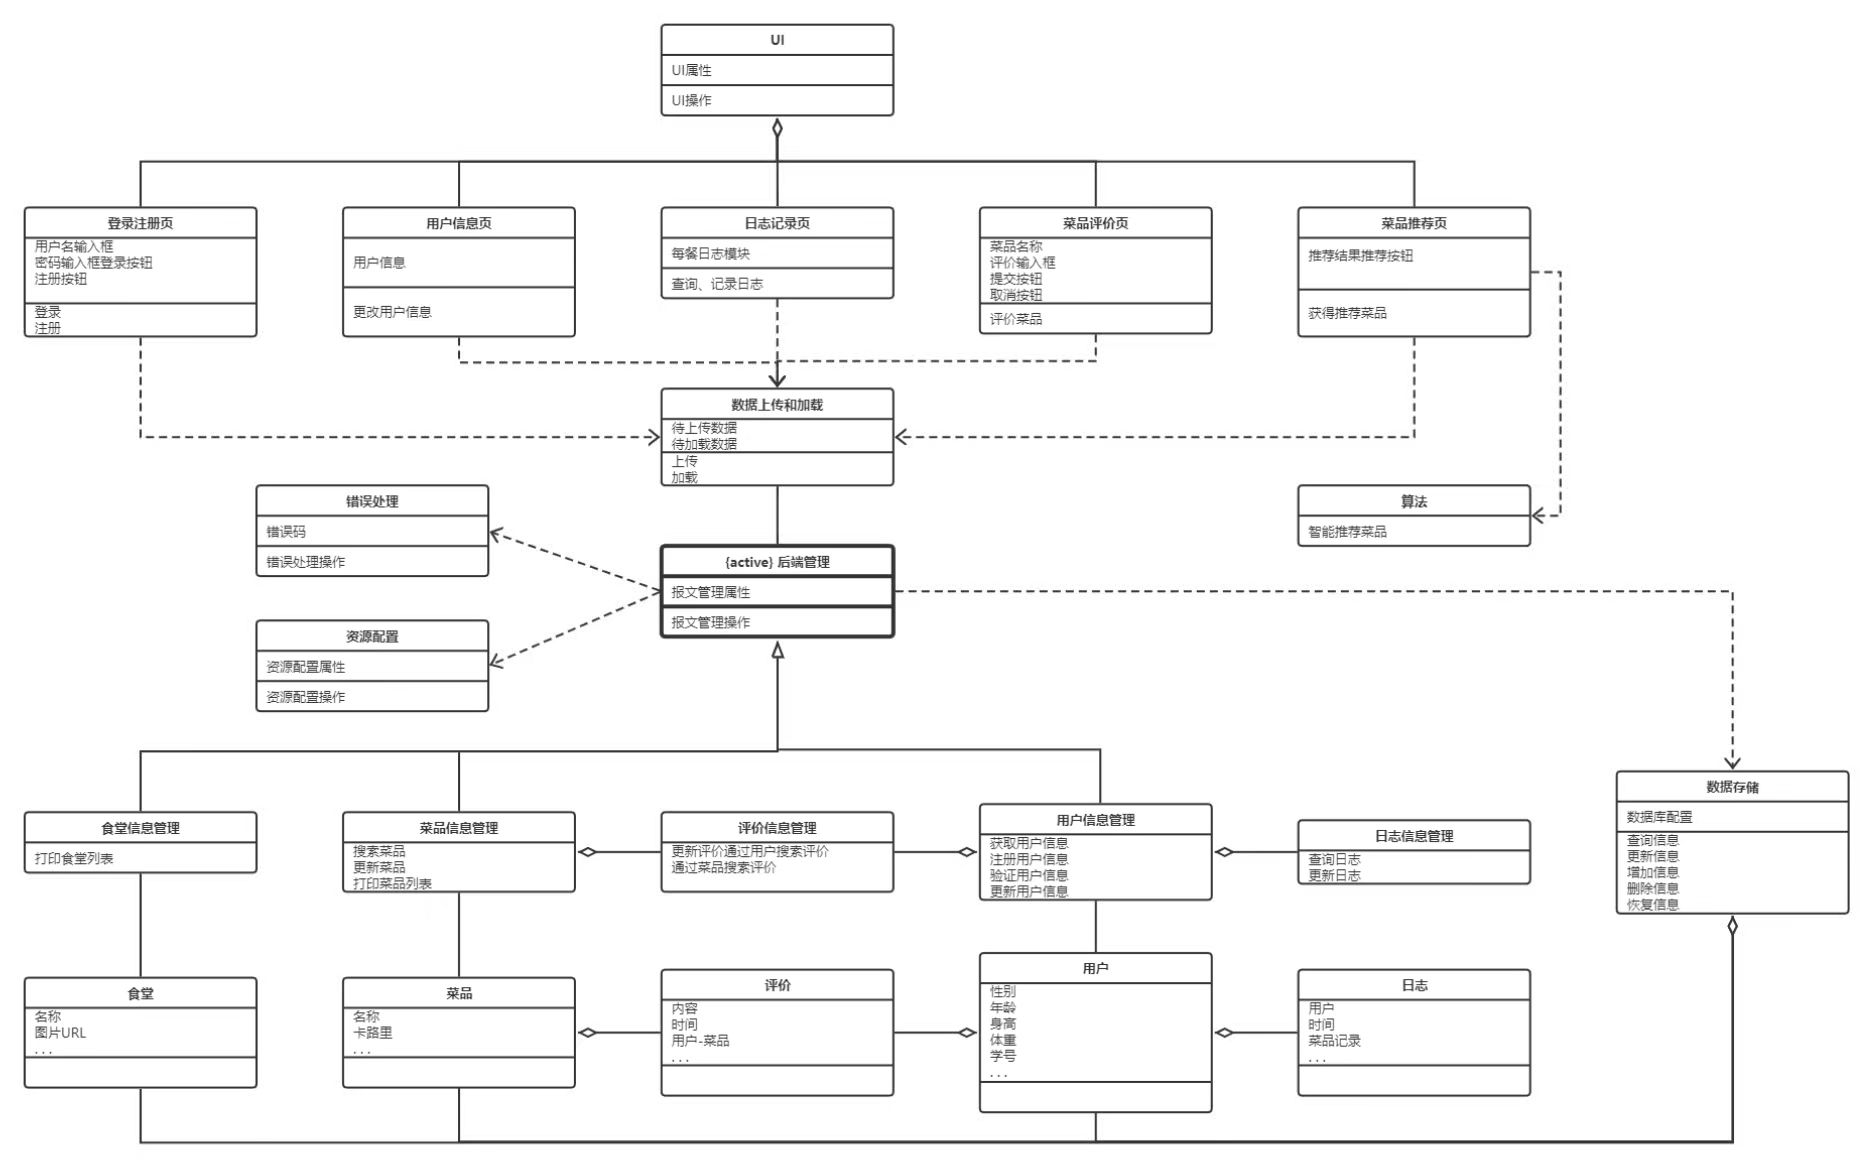 UI
UI属性
UI操作
登录注册页
用户名输入框
密码输入框登录按钮
注册按钮
登录
注册
用户信息页
用户信息
更改用户信息
日志记录页
每餐日志模块
查询、记录日志
菜品评价页
菜品名称
评价输入框
提交按钮
取消按钮
评价菜品
菜品推荐页
推荐结果推荐按钮
获得推荐菜品
数据上传和加载
待上传数据
待加载数据
上传
加载
错误处理
错误码
错误处理操作
算法
智能推荐菜品
{active} 后端管理
报文管理属性
报文管理操作
资源配置
资源配置属性
资源配置操作
食堂信息管理
打印食堂列表
菜品信息管理
搜索菜品
更新菜品
打印菜品列表
评价信息管理
更新评价通过用户搜索评价
通过菜品搜索评价
用户信息管理
获取用户信息
注册用户信息
验证用户信息
更新用户信息
日志信息管理
查询日志
更新日志
数据存储
数据库配置
查询信息
更新信息
增加信息
删除信息
恢复信息
食堂
名称
图片URL
...
菜品
名称
卡路里
...
评价
内容
时间
用户-菜品
...
用户
性别
年龄
身高
体重
学号
...
日志
用户
时间
菜品记录
...